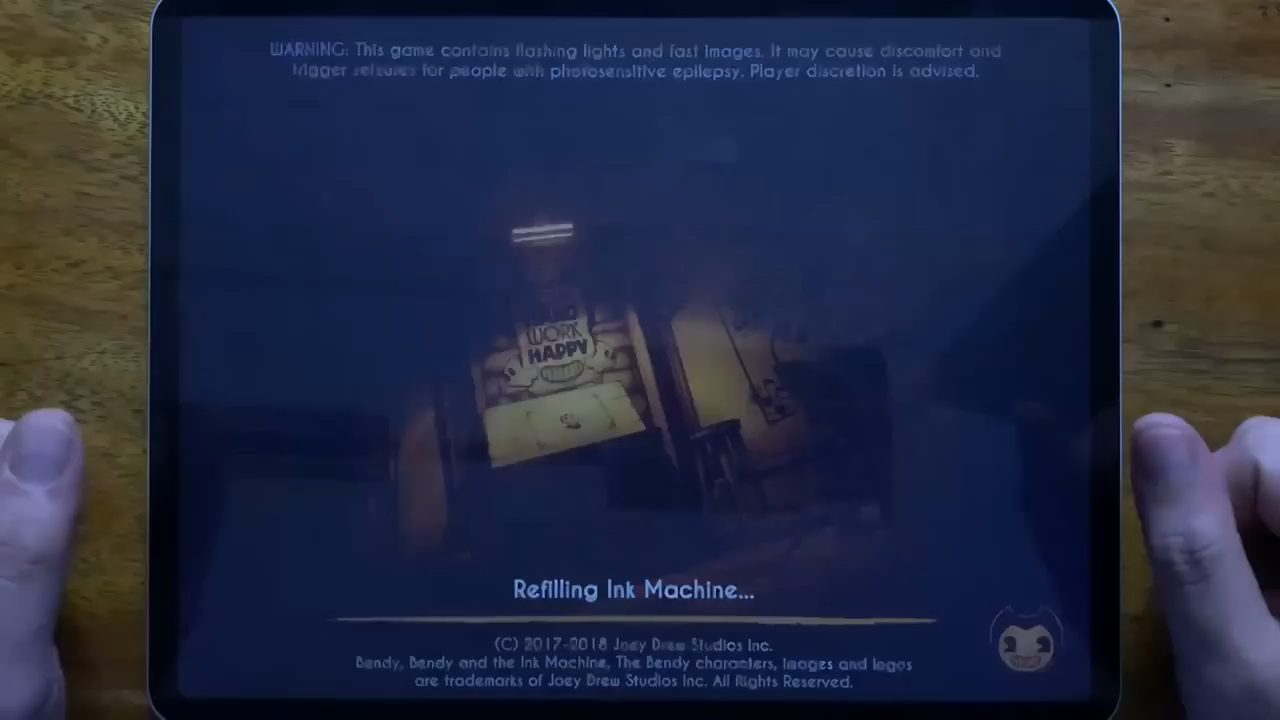 WARNING: This game contains flashing lights and fast images. It may cause discomfort and
trigger seizures for people with photosensitive epilepsy. Player discretion is advised.
WORK
HAPPY
Refilling Ink Machine...
(C) 2017-2018 Joey Drew Studios Inc.
Bendy, Bendy and the Ink Machine, The Bendy characters, images and logos
are trademarks of Joey Drew Studios Inc. All Rights Reserved.